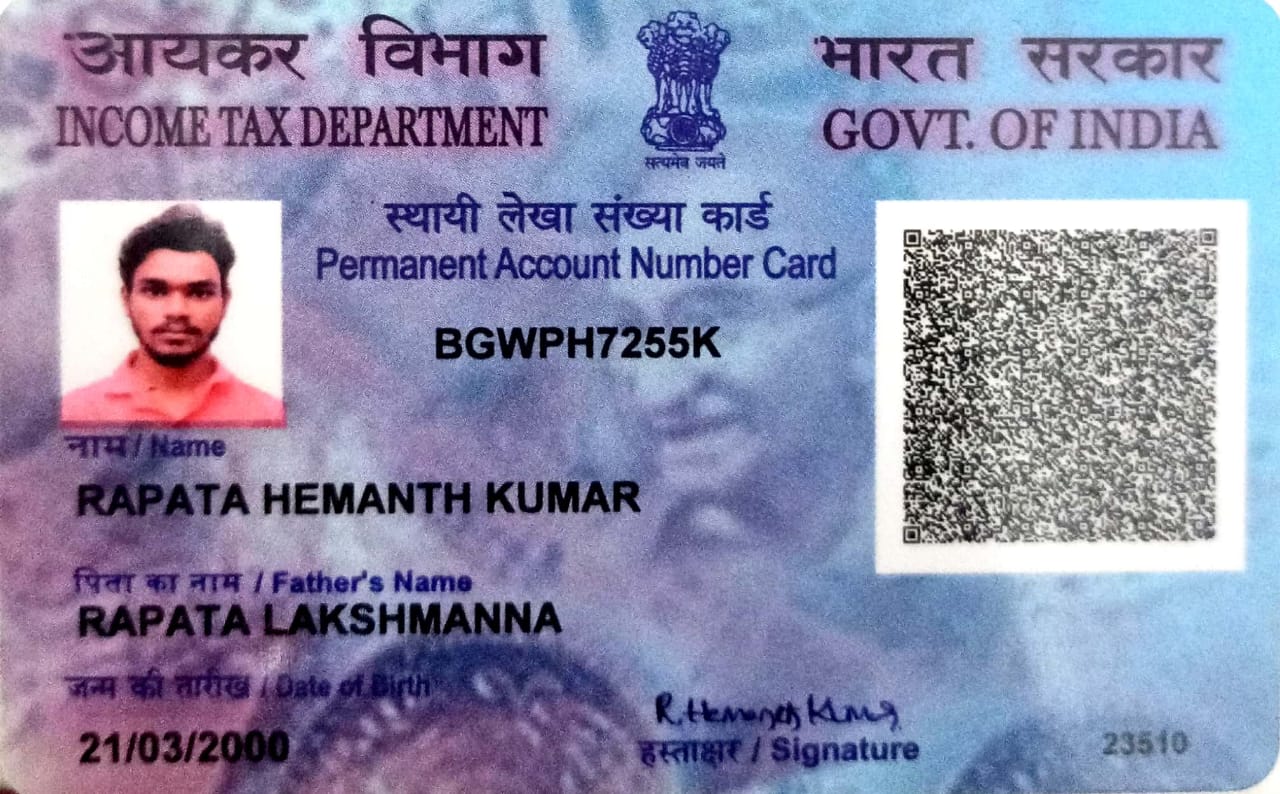 आयकर विभाग
INCOME TAX DEPARTMENT
सत्यमेव जयते
भारत सरकार
GOVT. OF INDIA
स्थायी लेखा संख्या कार्ड
Permanent Account Number Card
BGWPH7255K
नाम / Name
RAPATA HEMANTH KUMAR
पिता का नाम / Father's Name
RAPATA LAKSHMANNA
जन्म की तारीख / Date of Birth
21/03/2000
R. Hemanth Kumar
हस्ताक्षर / Signature
23510